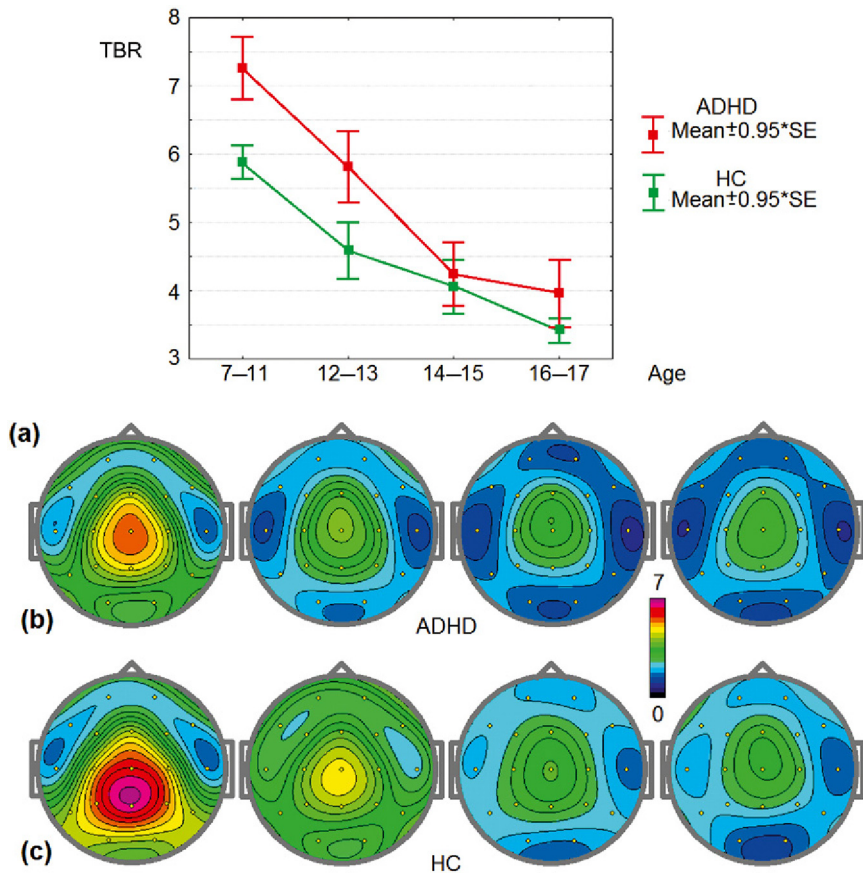 TBR
8
7
6
5
4
3
7–11 12–13 14–15 16–17 Age
ADHD
Mean±0.95*SE
HC
Mean±0.95*SE
(a)
(b)
ADHD
7
0
(c)
HC